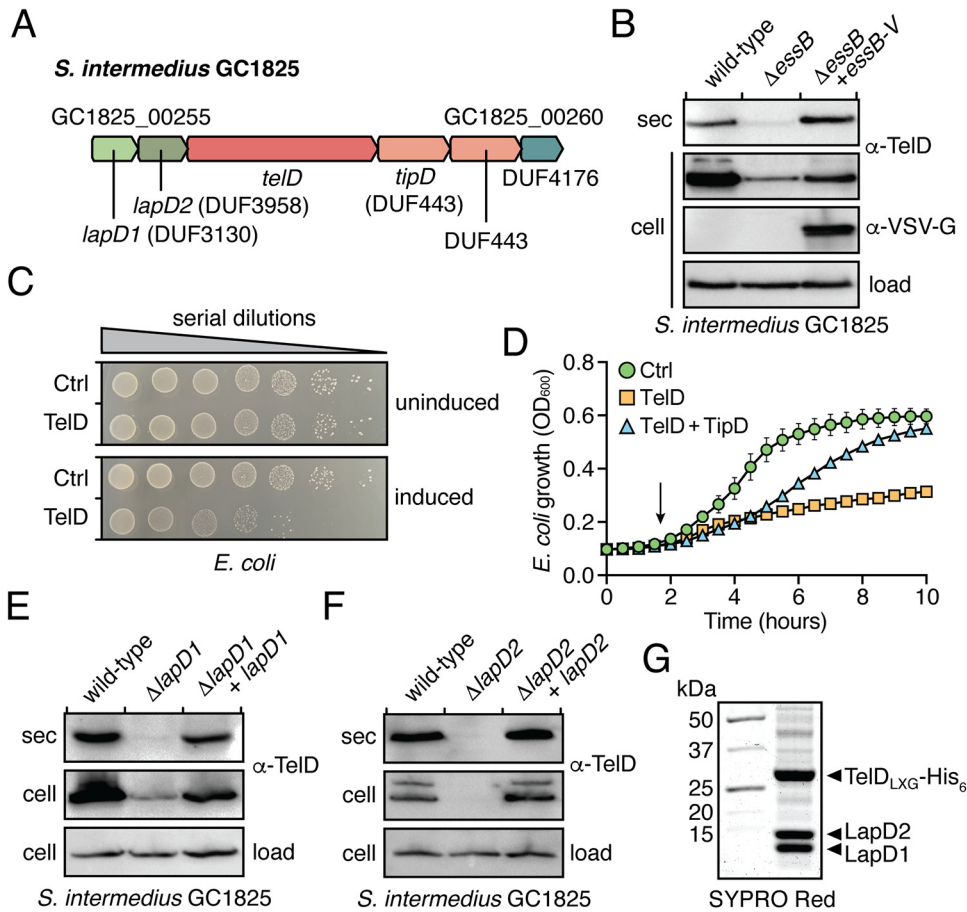 A
S. intermedius GC1825
GC1825_00255
GC1825_00260
telD
tipD
(DUF443)
DUF4176
lapD2 (DUF3958)
lapD1 (DUF3130)
DUF443
B
wild-type
ΔessB
ΔessB
+essB-V
sec
α-TelD
cell
α-VSV-G
load
S. intermedius GC1825
C
serial dilutions
Ctrl
TelD
uninduced
Ctrl
TelD
induced
E. coli
D
Ctrl
TelD
TelD + TipD
E. coli growth (OD600)
0.8
0.6
0.4
0.2
0.0
0 2 4 6 8 10
Time (hours)
E
wild-type
ΔlapD1
ΔlapD1
+ lapD1
sec
α-TelD
cell
cell
load
S. intermedius GC1825
F
wild-type
ΔlapD2
ΔlapD2
+ lapD2
sec
α-TelD
cell
cell
load
S. intermedius GC1825
G
kDa
50
37
25
20
15
TelDLXG-His6
LapD2
LapD1
SYPRO Red